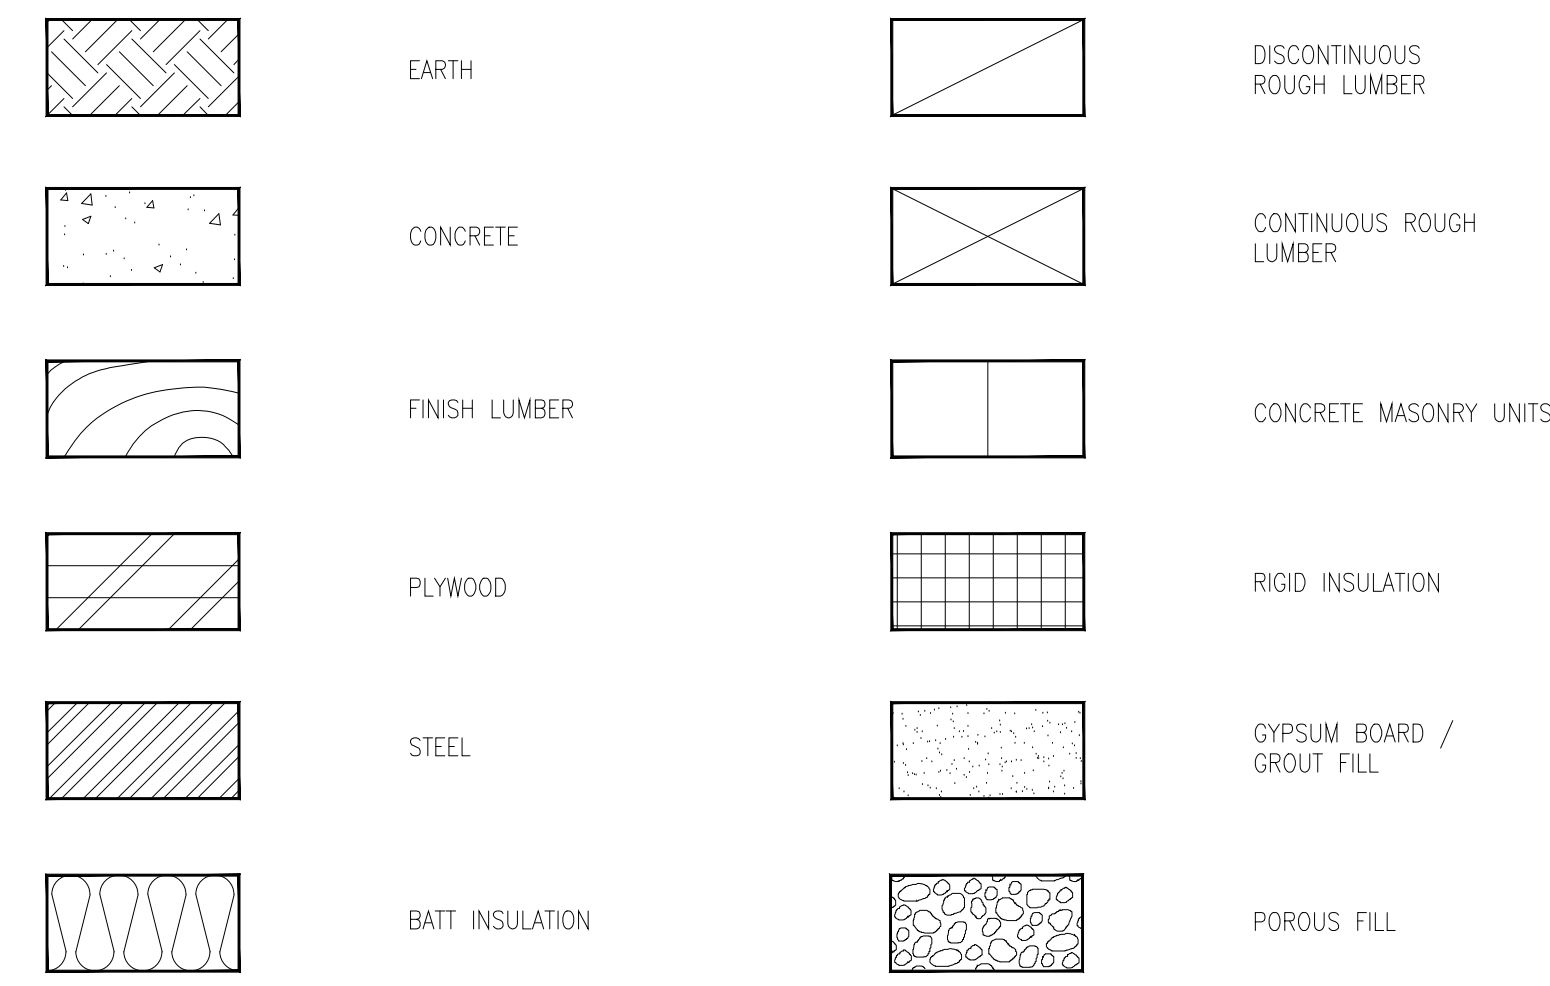 EARTH
CONCRETE
FINISH LUMBER
PLYWOOD
STEEL
BATT INSULATION
DISCONTINUOUS
ROUGH LUMBER
CONTINUOUS ROUGH
LUMBER
CONCRETE MASONRY UNITS
RIGID INSULATION
GYPSUM BOARD /
GROUT FILL
POROUS FILL